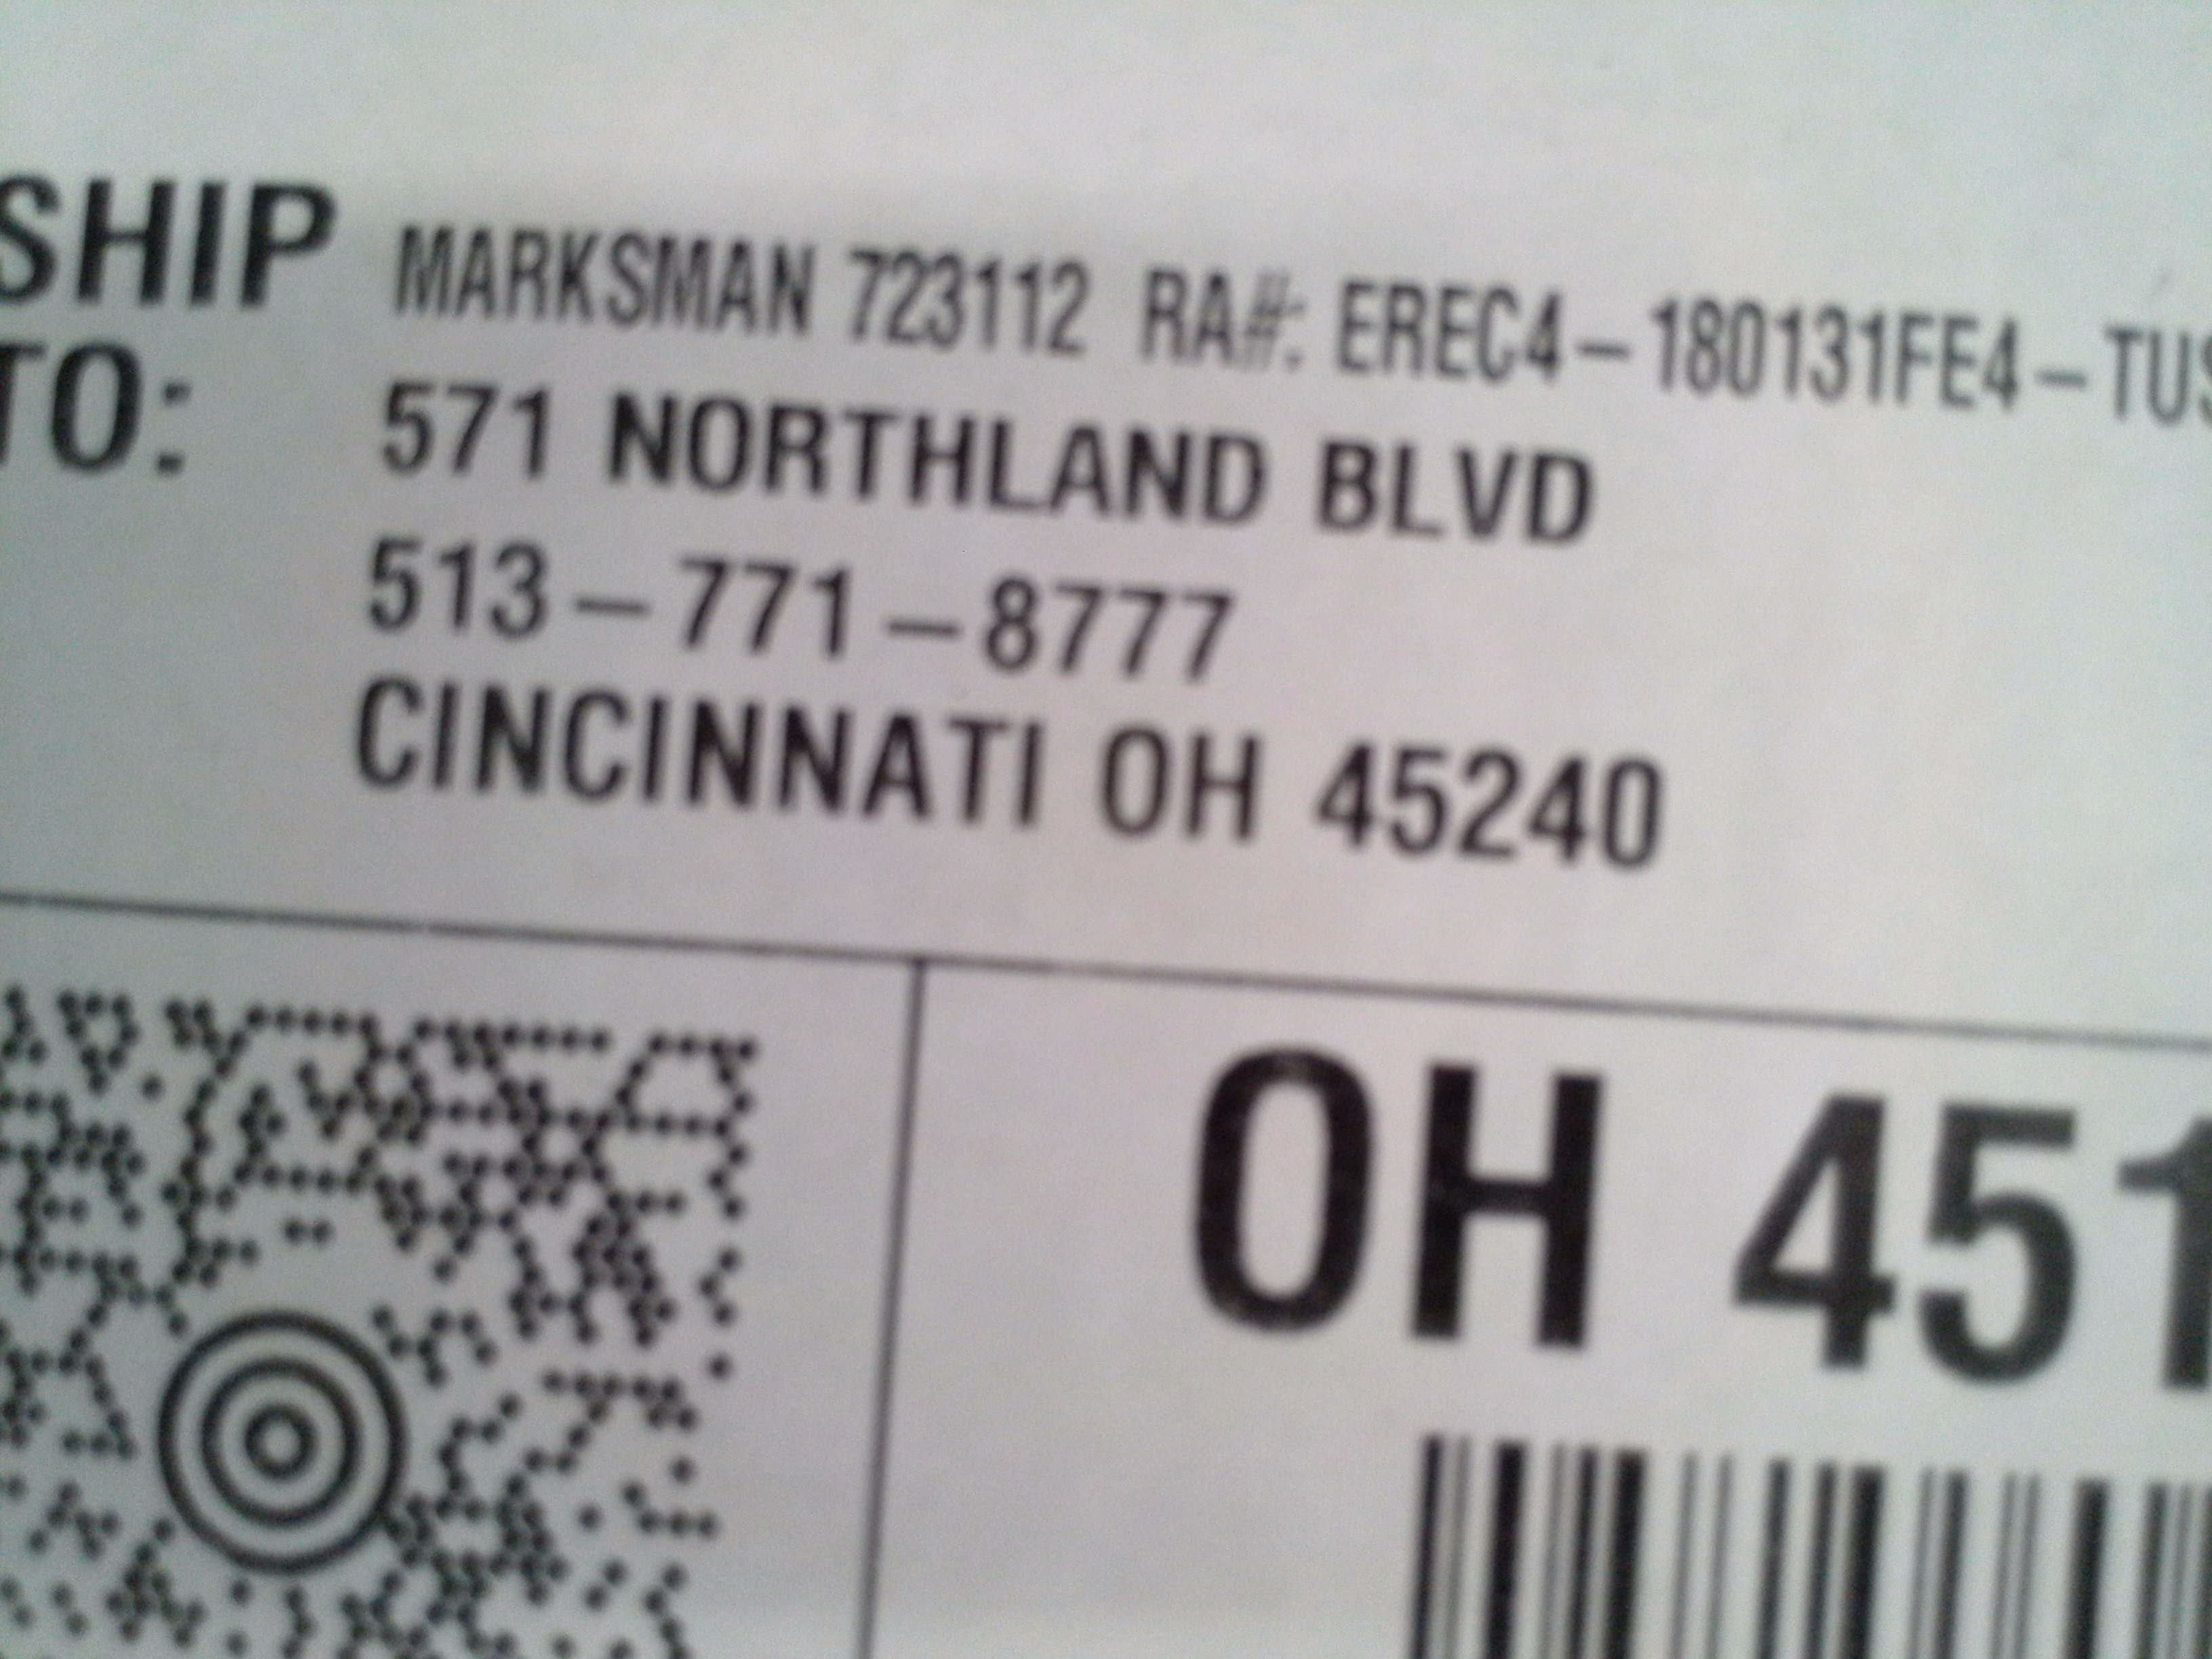 SHIP MARKSMAN 723112 RA#: EREC4-180131FE4-TUS
TO: 571 NORTHLAND BLVD
513-771-8777
CINCINNATI OH 45240
OH 451